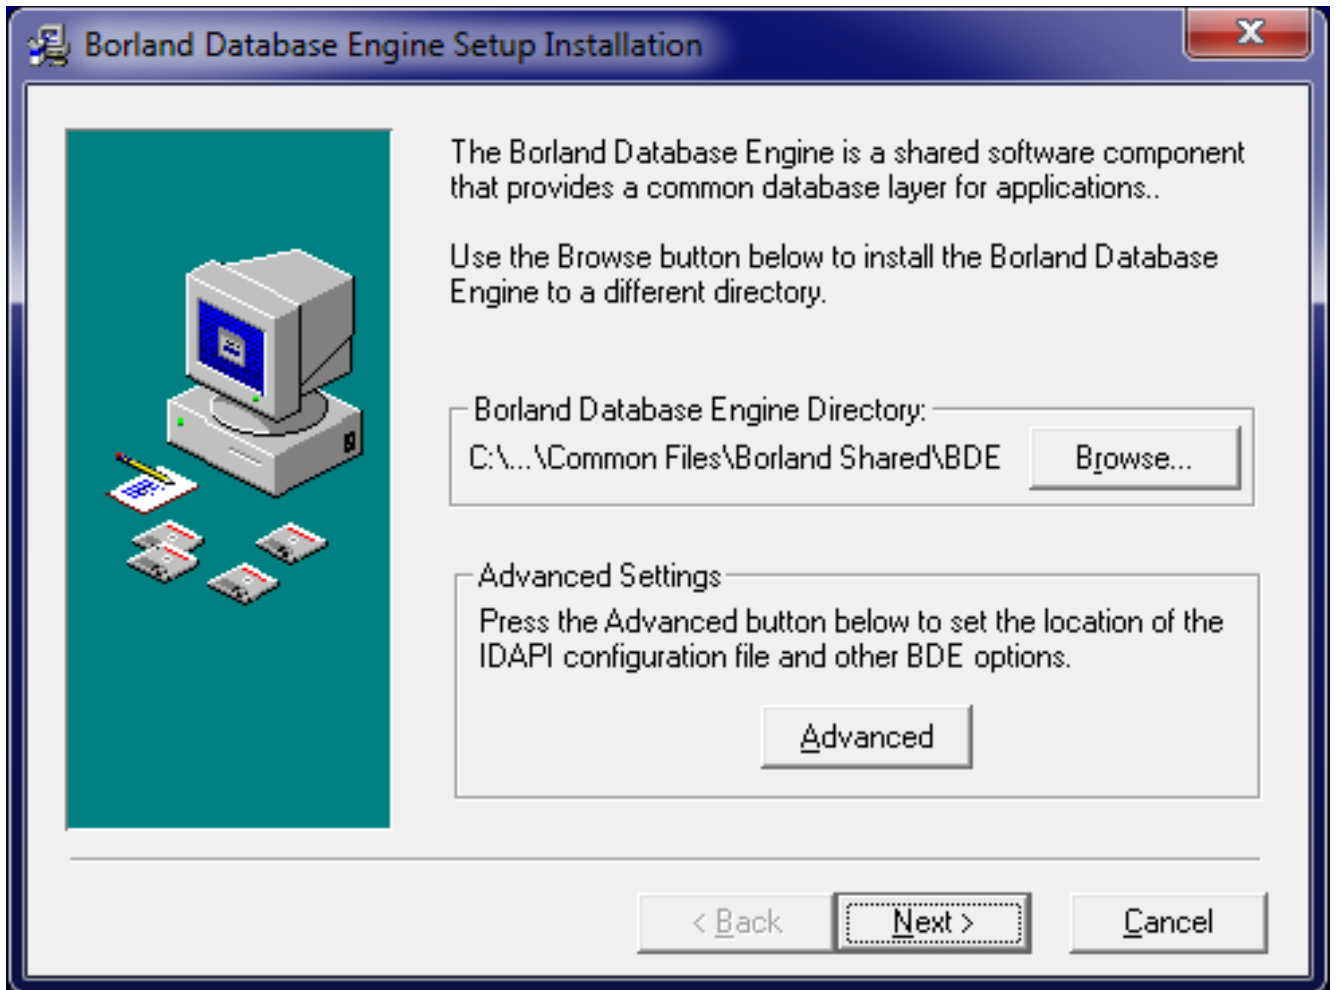 Borland Database Engine Setup Installation
The Borland Database Engine is a shared software component
that provides a common database layer for applications..
Use the Browse button below to install the Borland Database
Engine to a different directory.
Borland Database Engine Directory:
C:\...\Common Files\Borland Shared\BDE
Browse...
Advanced Settings
Press the Advanced button below to set the location of the
IDAPI configuration file and other BDE options.
Advanced
< Back
Next >
Cancel